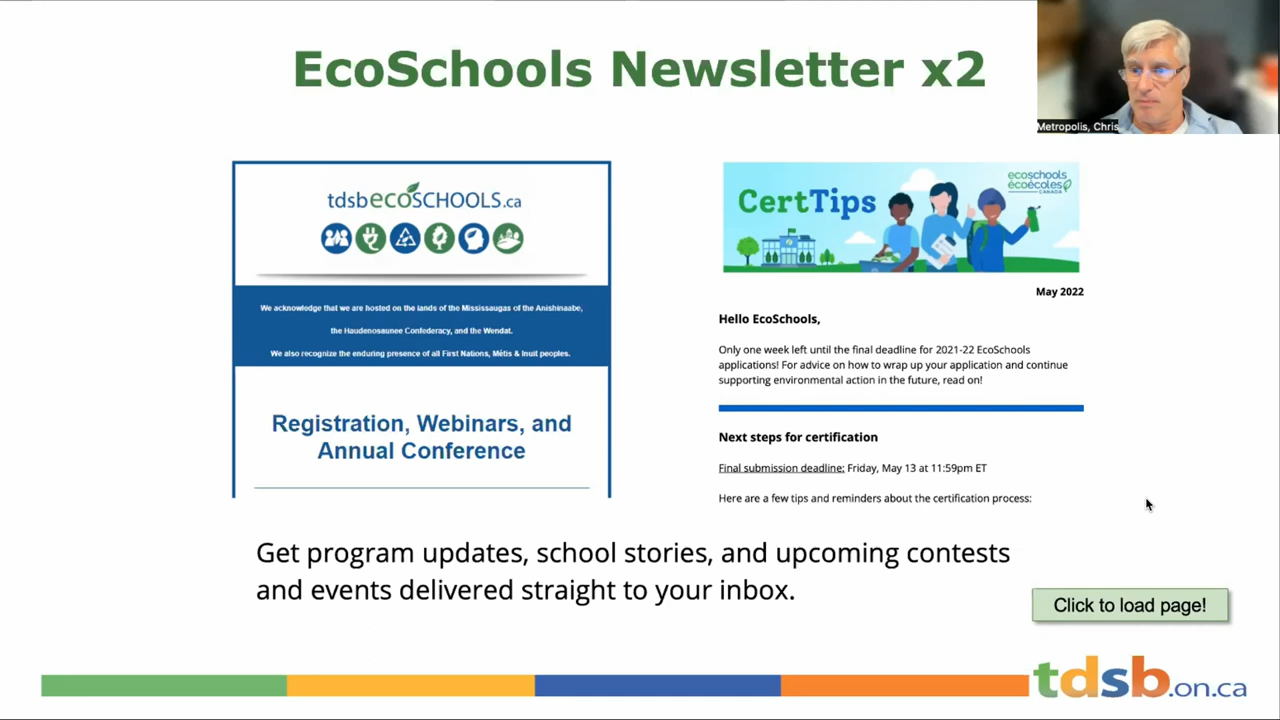 EcoSchools Newsletter x2
Metropolis, Chris
tdsbecoSCHOOLS.ca
We acknowledge that we are hosted on the lands of the Mississaugas of the Anishinaabe,
the Haudenosaunee Confederacy, and the Wendat.
We also recognize the enduring presence of all First Nations, Métis & Inuit peoples.
Registration, Webinars, and
Annual Conference
CertTips
ecoschools
écoécoles
CANADA
May 2022
Hello EcoSchools,
Only one week left until the final deadline for 2021-22 EcoSchools
applications! For advice on how to wrap up your application and continue
supporting environmental action in the future, read on!
Next steps for certification
Final submission deadline: Friday, May 13 at 11:59pm ET
Here are a few tips and reminders about the certification process:
Get program updates, school stories, and upcoming contests
and events delivered straight to your inbox.
Click to load page!
tdsb.on.ca